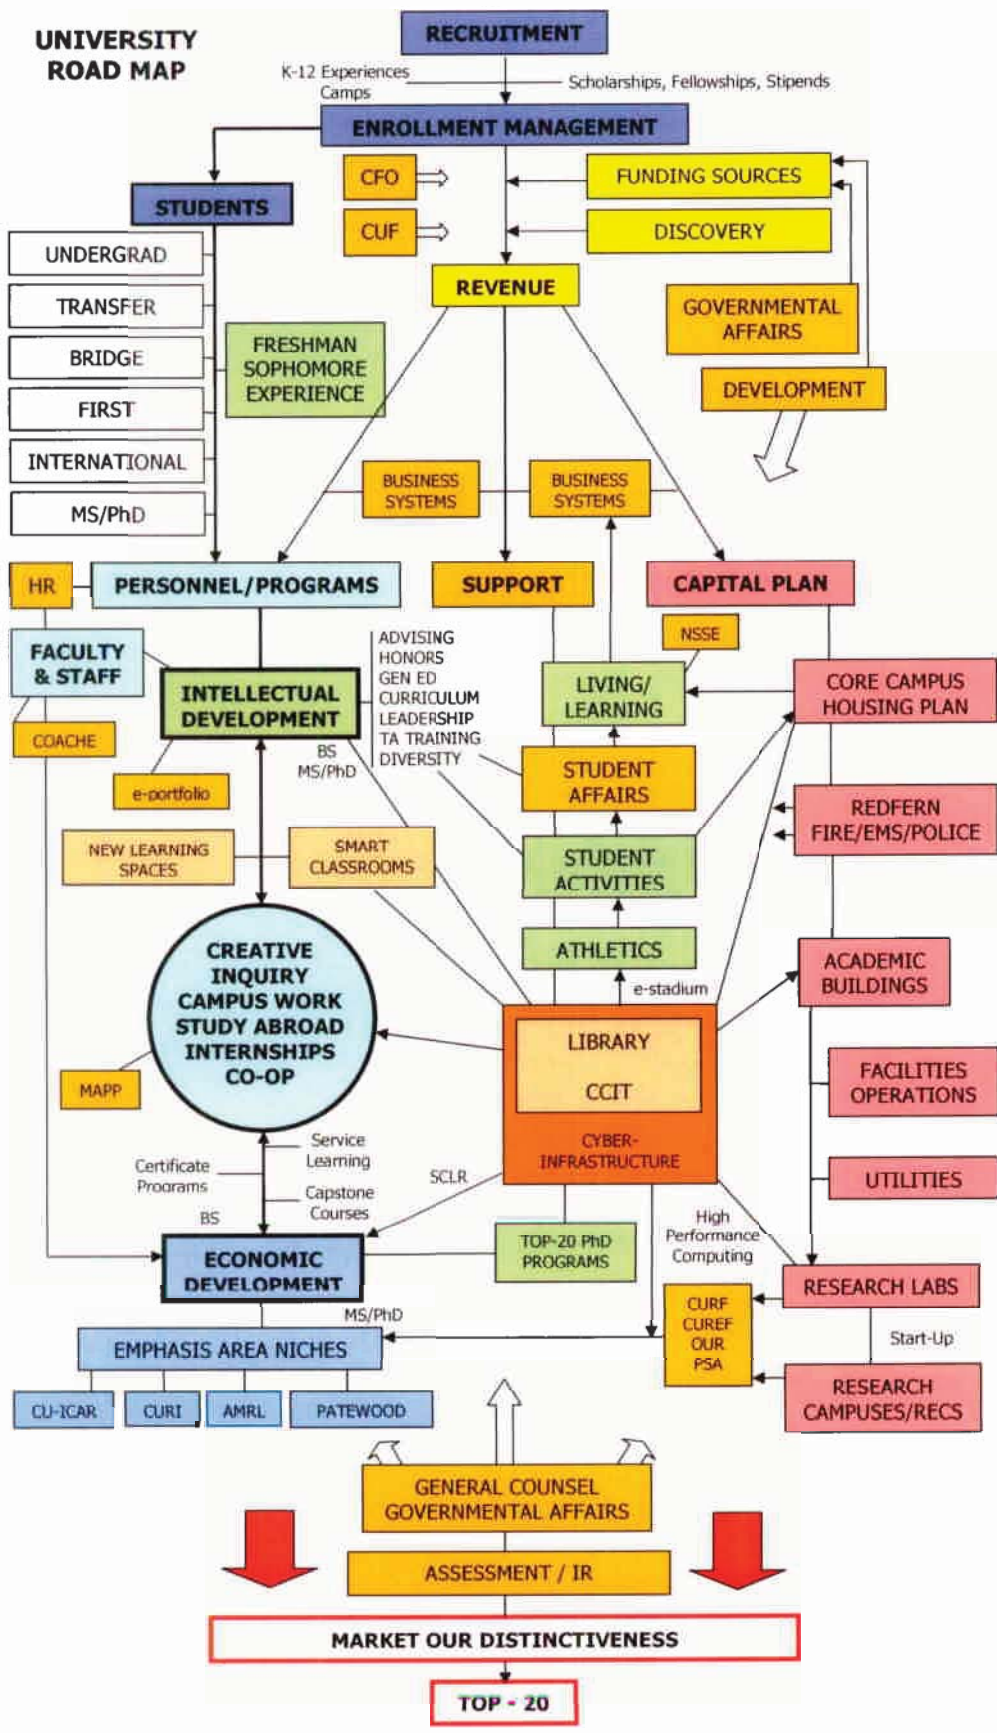 UNIVERSITY
ROAD MAP
RECRUITMENT
K-12 Experiences
Camps
Scholarships, Fellowships, Stipends
ENROLLMENT MANAGEMENT
CFO
FUNDING SOURCES
STUDENTS
CUF
DISCOVERY
UNDERGRAD
REVENUE
TRANSFER
GOVERNMENTAL
AFFAIRS
BRIDGE
FRESHMAN
SOPHOMORE
EXPERIENCE
DEVELOPMENT
FIRST
INTERNATIONAL
MS/PhD
BUSINESS
SYSTEMS
BUSINESS
SYSTEMS
HR
PERSONNEL/PROGRAMS
SUPPORT
CAPITAL PLAN
NSSE
FACULTY
& STAFF
ADVISING
HONORS
GEN ED
CURRICULUM
LEADERSHIP
TA TRAINING
DIVERSITY
INTELLECTUAL
DEVELOPMENT
LIVING/
LEARNING
CORE CAMPUS
HOUSING PLAN
COACHE
BS
MS/PhD
e-portfolio
STUDENT
AFFAIRS
REDFERN
FIRE/EMS/POLICE
NEW LEARNING
SPACES
SMART
CLASSROOMS
STUDENT
ACTIVITIES
CREATIVE
INQUIRY
CAMPUS WORK
STUDY ABROAD
INTERNSHIPS
CO-OP
ATHLETICS
ACADEMIC
BUILDINGS
e-stadium
LIBRARY
CCIT
CYBER-
INFRASTRUCTURE
MAPP
FACILITIES
OPERATIONS
UTILITIES
Service
Learning
Certificate
Programs
Capstone
Courses
SCLR
BS
High
Performance
Computing
ECONOMIC
DEVELOPMENT
TOP-20 PhD
PROGRAMS
RESEARCH LABS
MS/PhD
CURF
CUREF
OUR
PSA
Start-Up
EMPHASIS AREA NICHES
RESEARCH
CAMPUSES/RECS
CU-ICAR
CURI
AMRL
PATEWOOD
GENERAL COUNSEL
GOVERNMENTAL AFFAIRS
ASSESSMENT / IR
MARKET OUR DISTINCTIVENESS
TOP - 20